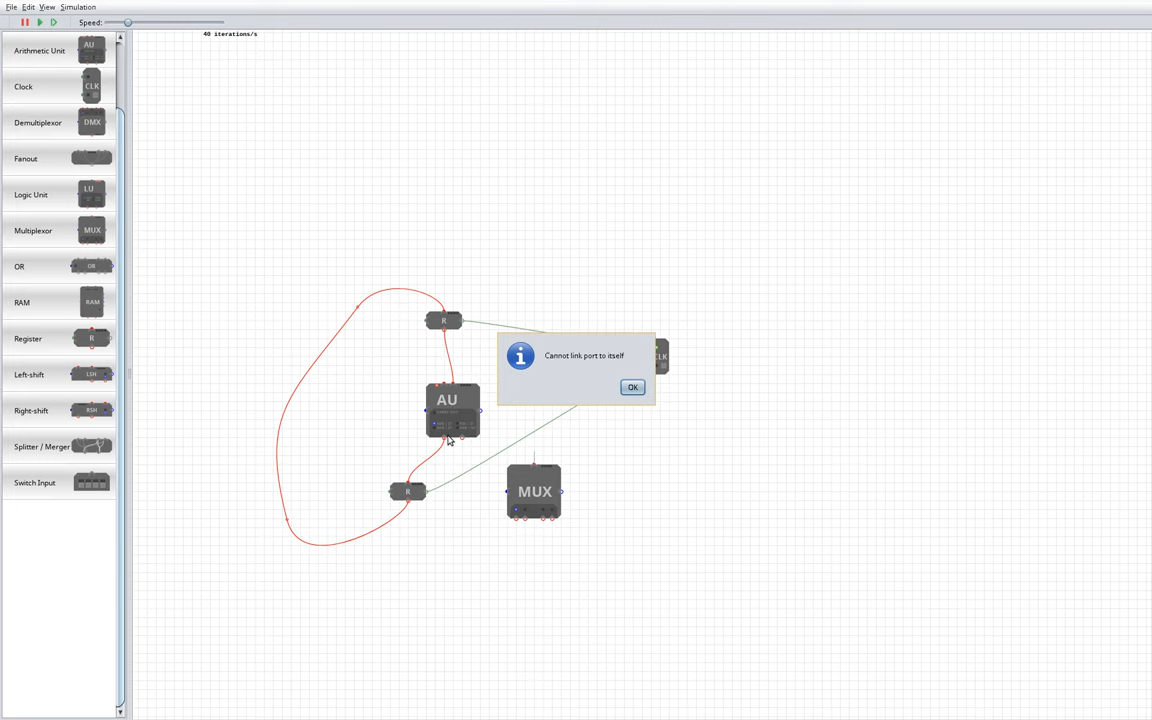 File Edit View Simulation
Speed:
40 iterations/s
Arithmetic Unit AU
Clock CLK
Demultiplexor DMX
Fanout
Logic Unit LU
Multiplexor MUX
OR OR
RAM RAM
Register R
Left-shift LSH
Right-shift RSH
Splitter / Merger
Switch Input
R
Cannot link port to itself
CLK
OK
AU
R
MUX